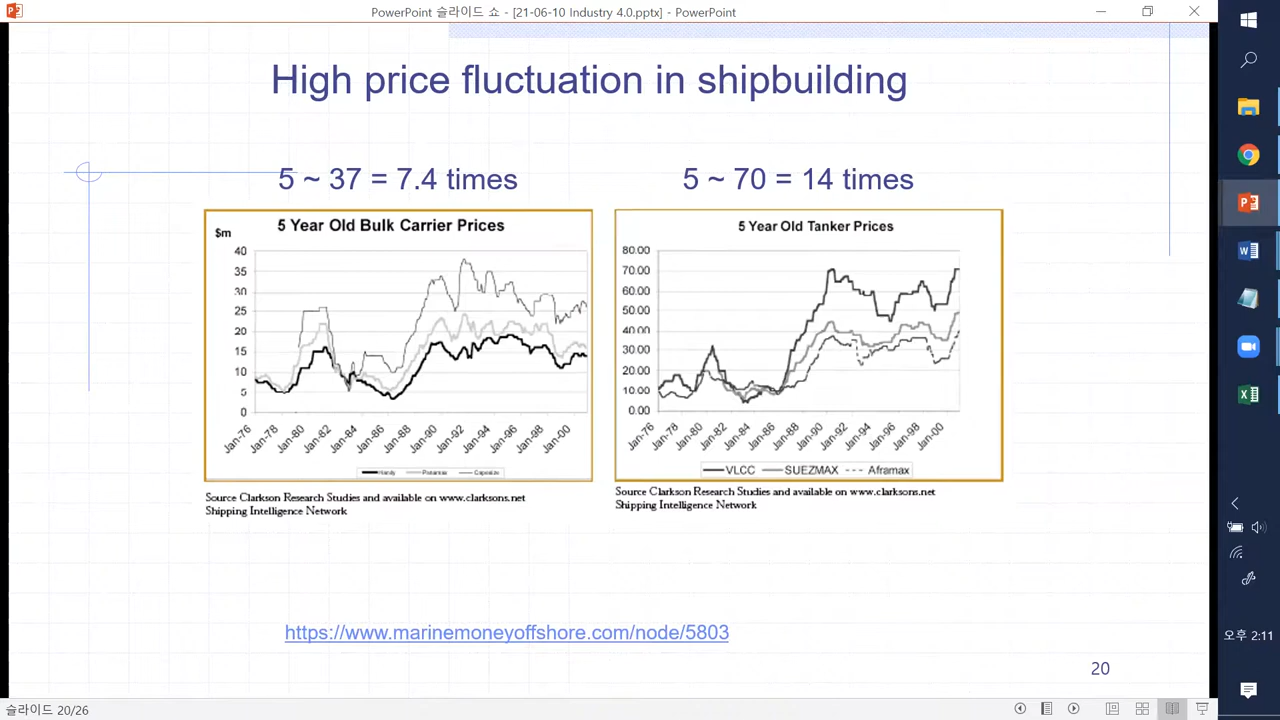 PowerPoint 슬라이드 쇼 - [21-06-10 Industry 4.0.pptx] - PowerPoint
High price fluctuation in shipbuilding
5 ~ 37 = 7.4 times
5 ~ 70 = 14 times
5 Year Old Bulk Carrier Prices
$m
40
35
30
25
20
15
10
5
0
Jan-76
Jan-78
Jan-80
Jan-82
Jan-84
Jan-86
Jan-88
Jan-90
Jan-92
Jan-94
Jan-96
Jan-98
Jan-00
Handy Panamax Capesize
Source Clarkson Research Studies and available on www.clarksons.net
Shipping Intelligence Network
5 Year Old Tanker Prices
80.00
70.00
60.00
50.00
40.00
30.00
20.00
10.00
0.00
Jan-76
Jan-78
Jan-80
Jan-82
Jan-84
Jan-86
Jan-88
Jan-90
Jan-92
Jan-94
Jan-96
Jan-98
Jan-00
VLCC SUEZMAX Aframax
Source Clarkson Research Studies and available on www.clarksons.net
Shipping Intelligence Network
https://www.marinemoneyoffshore.com/node/5803
20
슬라이드 20/26
오후 2:11